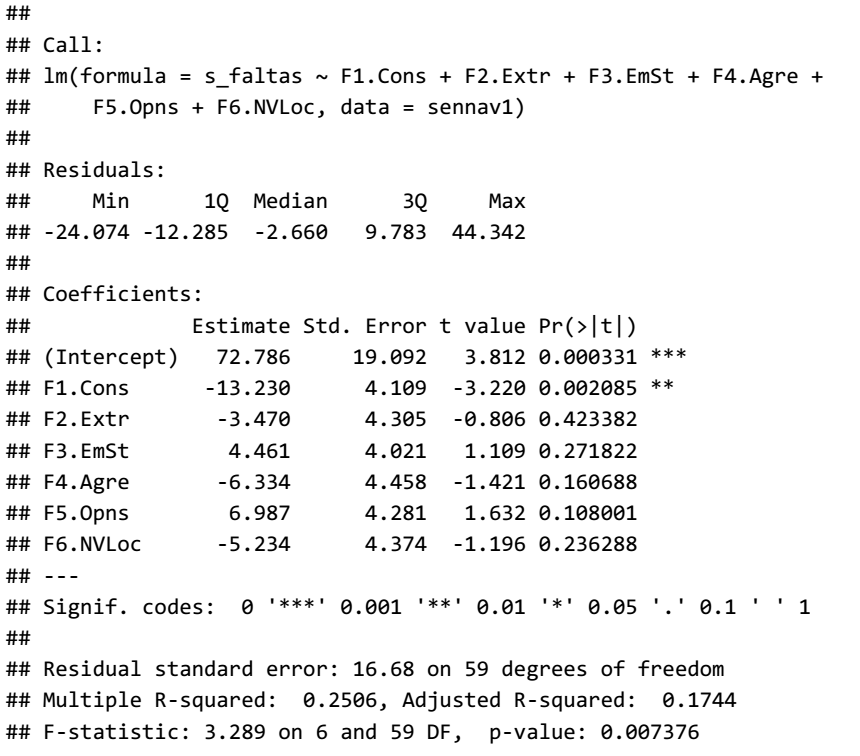 ##
## Call:
## lm(formula = s_faltas ~ F1.Cons + F2.Extr + F3.EmSt + F4.Agre +
##     F5.Opns + F6.NVLoc, data = sennav1)
##
## Residuals:
##     Min      1Q  Median      3Q     Max
## -24.074 -12.285  -2.660   9.783  44.342
##
## Coefficients:
##             Estimate Std. Error t value Pr(>|t|)
## (Intercept)   72.786     19.092   3.812 0.000331 ***
## F1.Cons      -13.230      4.109  -3.220 0.002085 **
## F2.Extr       -3.470      4.305  -0.806 0.423382
## F3.EmSt        4.461      4.021   1.109 0.271822
## F4.Agre       -6.334      4.458  -1.421 0.160688
## F5.Opns        6.987      4.281   1.632 0.108001
## F6.NVLoc      -5.234      4.374  -1.196 0.236288
## ---
## Signif. codes:  0 '***' 0.001 '**' 0.01 '*' 0.05 '.' 0.1 ' ' 1
##
## Residual standard error: 16.68 on 59 degrees of freedom
## Multiple R-squared:  0.2506, Adjusted R-squared:  0.1744
## F-statistic: 3.289 on 6 and 59 DF,  p-value: 0.007376